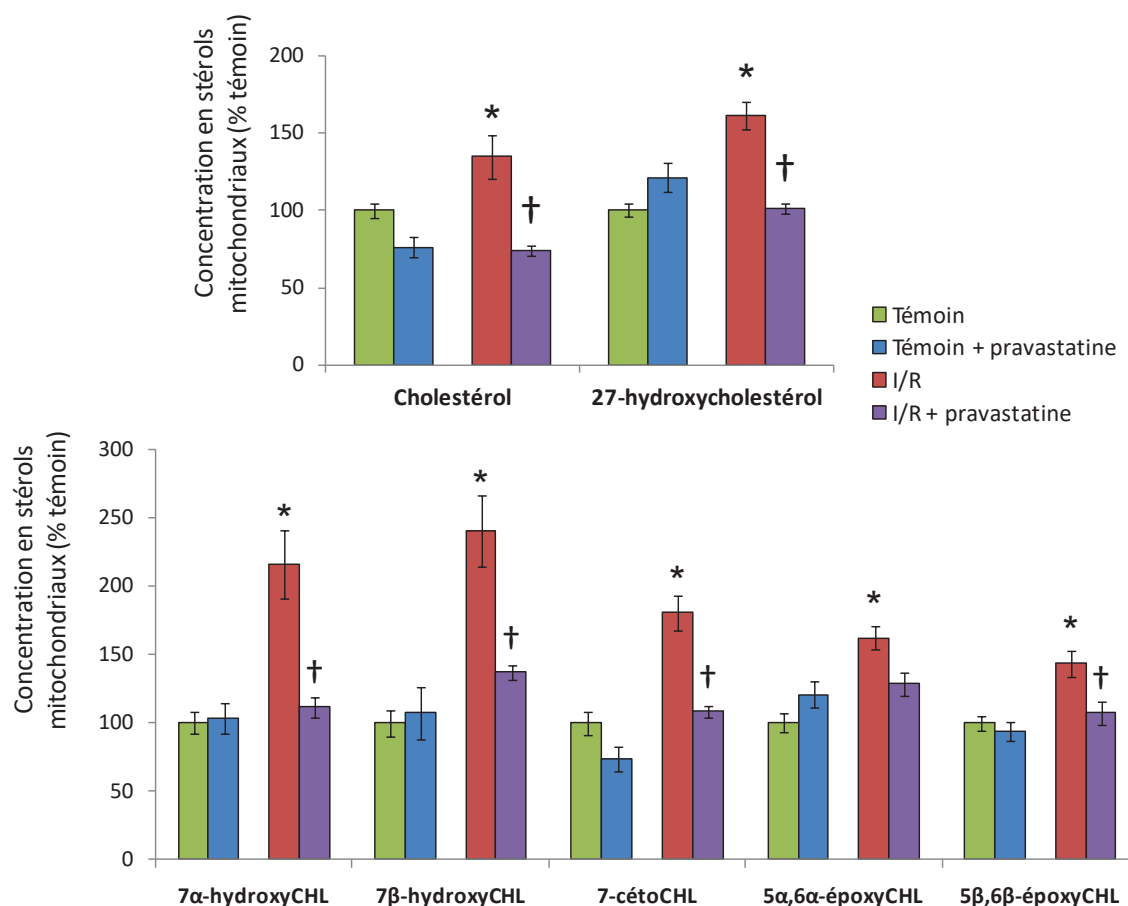 Concentration en stérols
mitochondriaux (% témoin)
200
150
100
50
0
*
*
†
†
Cholestérol
27-hydroxycholestérol
Témoin
Témoin + pravastatine
I/R
I/R + pravastatine
Concentration en stérols
mitochondriaux (% témoin)
300
250
200
150
100
50
0
*
†
*
†
*
†
*
*
†
7α-hydroxyCHL
7β-hydroxyCHL
7-cétoCHL
5α,6α-époxyCHL
5β,6β-époxyCHL